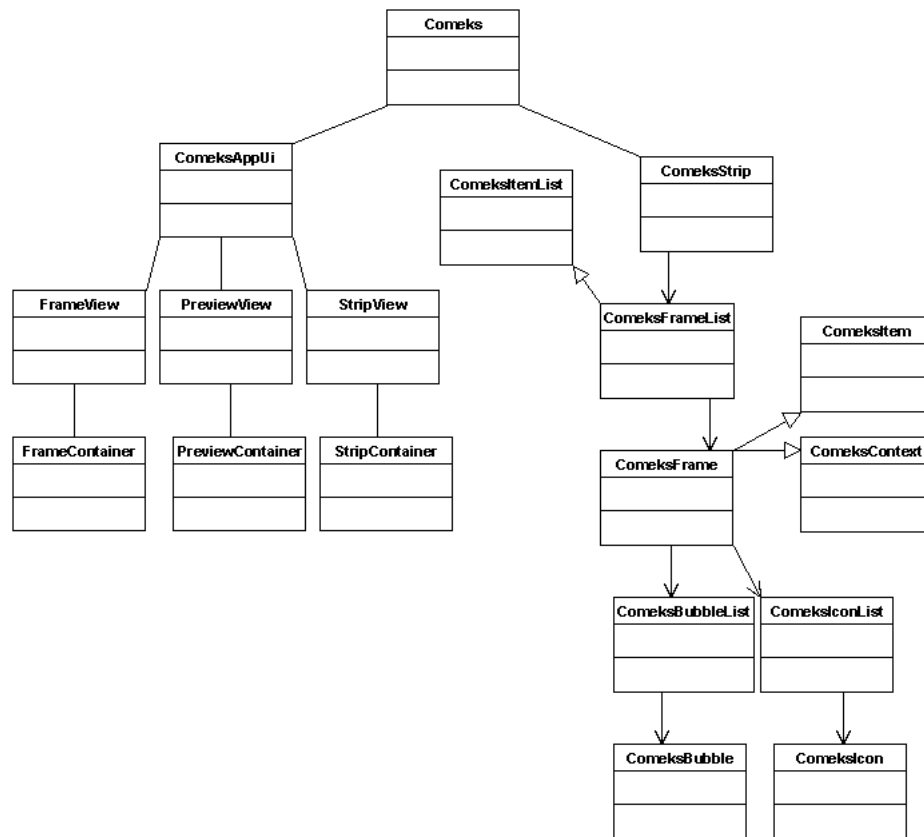 Comeks
ComeksAppUi
ComeksStrip
ComeksItemList
FrameView
PreviewView
StripView
ComeksFrameList
ComeksItem
FrameContainer
PreviewContainer
StripContainer
ComeksFrame
ComeksContext
ComeksBubbleList
ComeksIconList
ComeksBubble
ComeksIcon